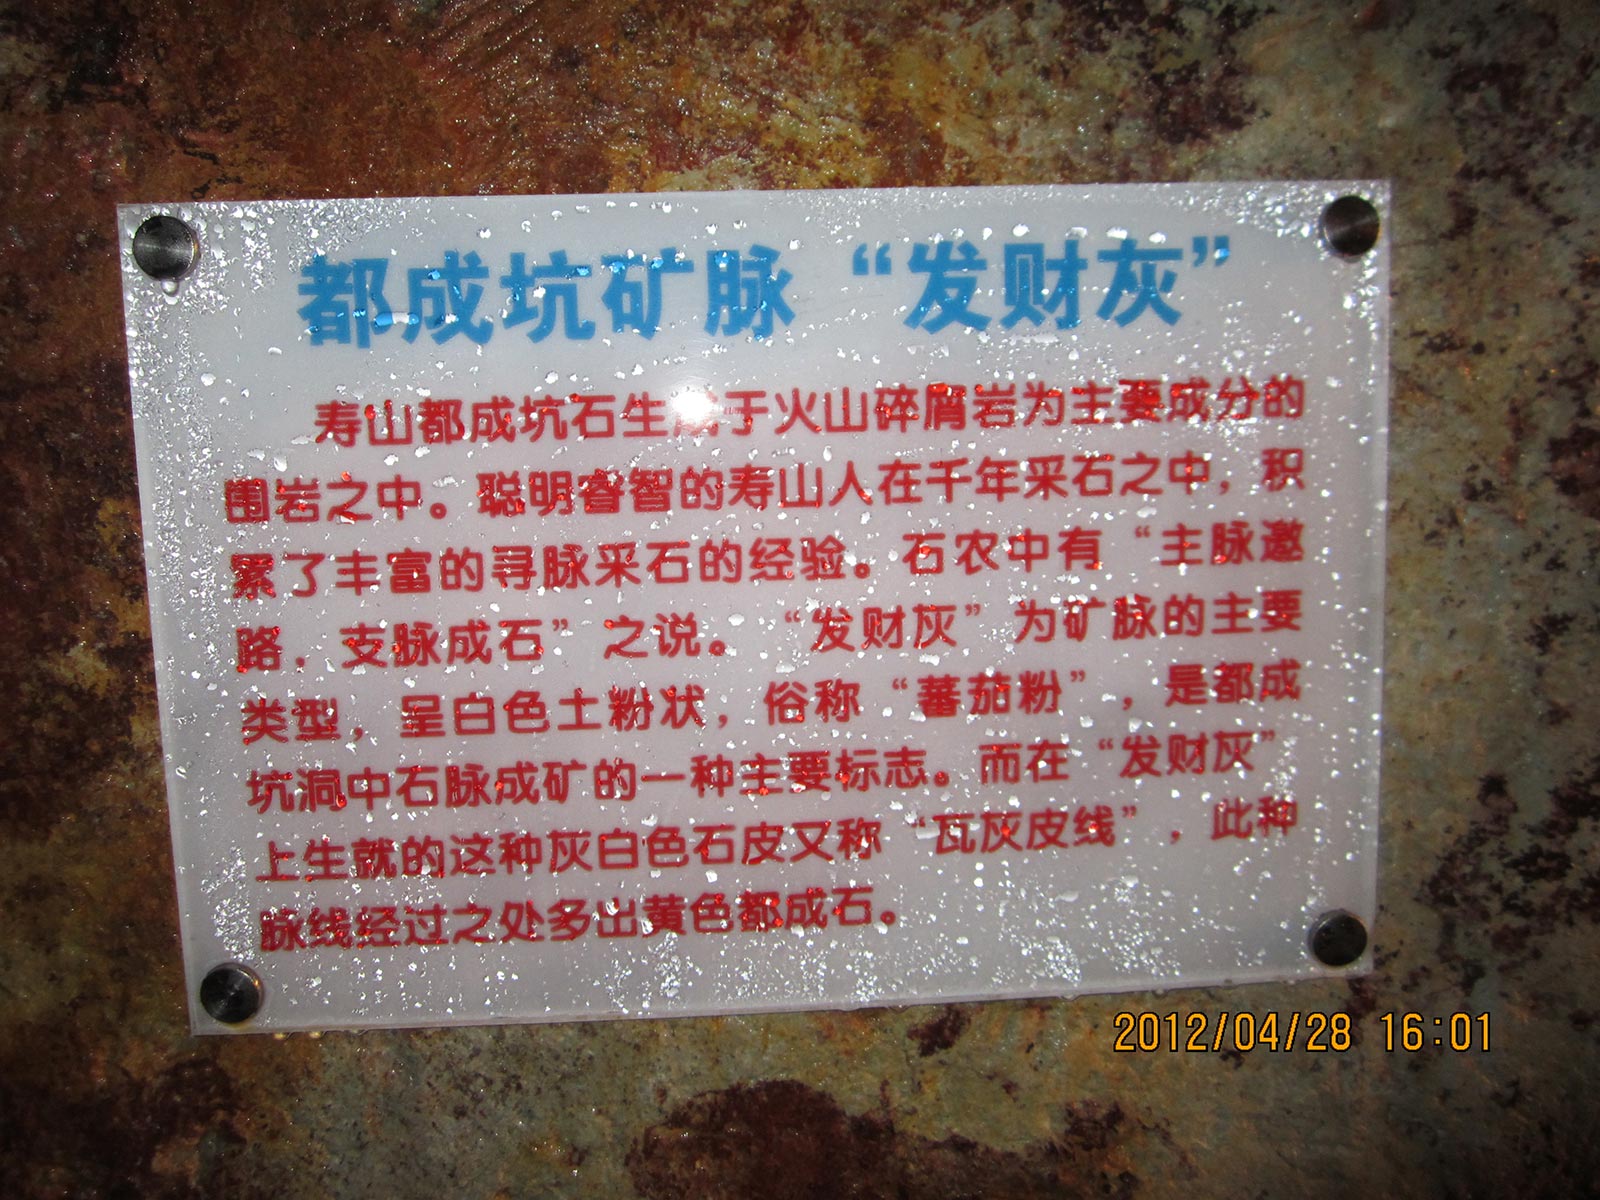 都成坑矿脉“发财灰”
寿山都成坑石生于火山碎屑岩为主要成分的
围岩之中。聪明睿智的寿山人在千年采石之中，积
累了丰富的寻脉采石的经验。石农中有“主脉邀
路，支脉成石”之说。“发财灰”为矿脉的主要
类型，呈白色土粉状，俗称“蕃茄粉”，是都成
坑洞中石脉成矿的一种主要标志。而在“发财灰”
上生就的这种灰白色石皮又称“瓦灰皮线”，此种
脉线经过之处多出黄色都成石。
2012/04/28 16:01